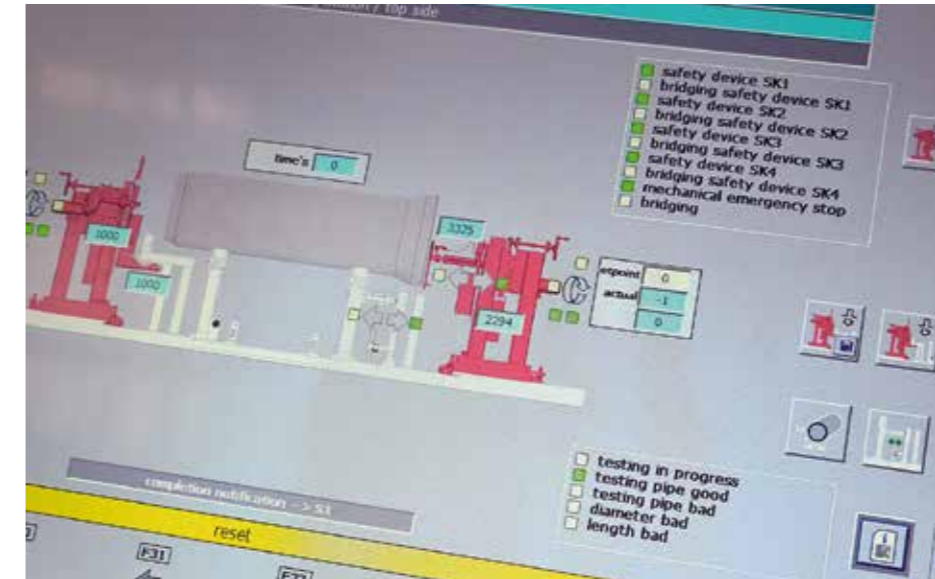 / top side
safety device SK1
bridging safety device SK1
safety device SK2
bridging safety device SK2
safety device SK3
bridging safety device SK3
safety device SK4
bridging safety device SK4
mechanical emergency stop
bridging
time's 0
1000
1000
3325
2294
etpoint 0
actual -1
0
testing in progress
testing pipe good
testing pipe bad
diameter bad
length bad
completion notification --> S1
reset
F31